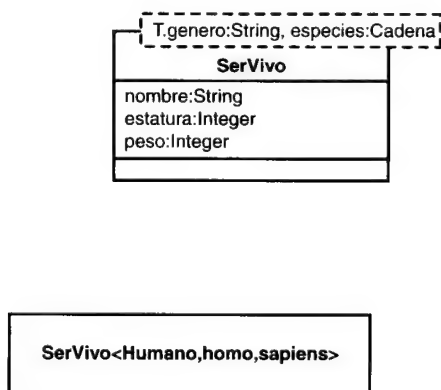 T.genero:String, especies:Cadena
SerVivo
nombre:String
estatura:Integer
peso:Integer
SerVivo<Humano,homo,sapiens>